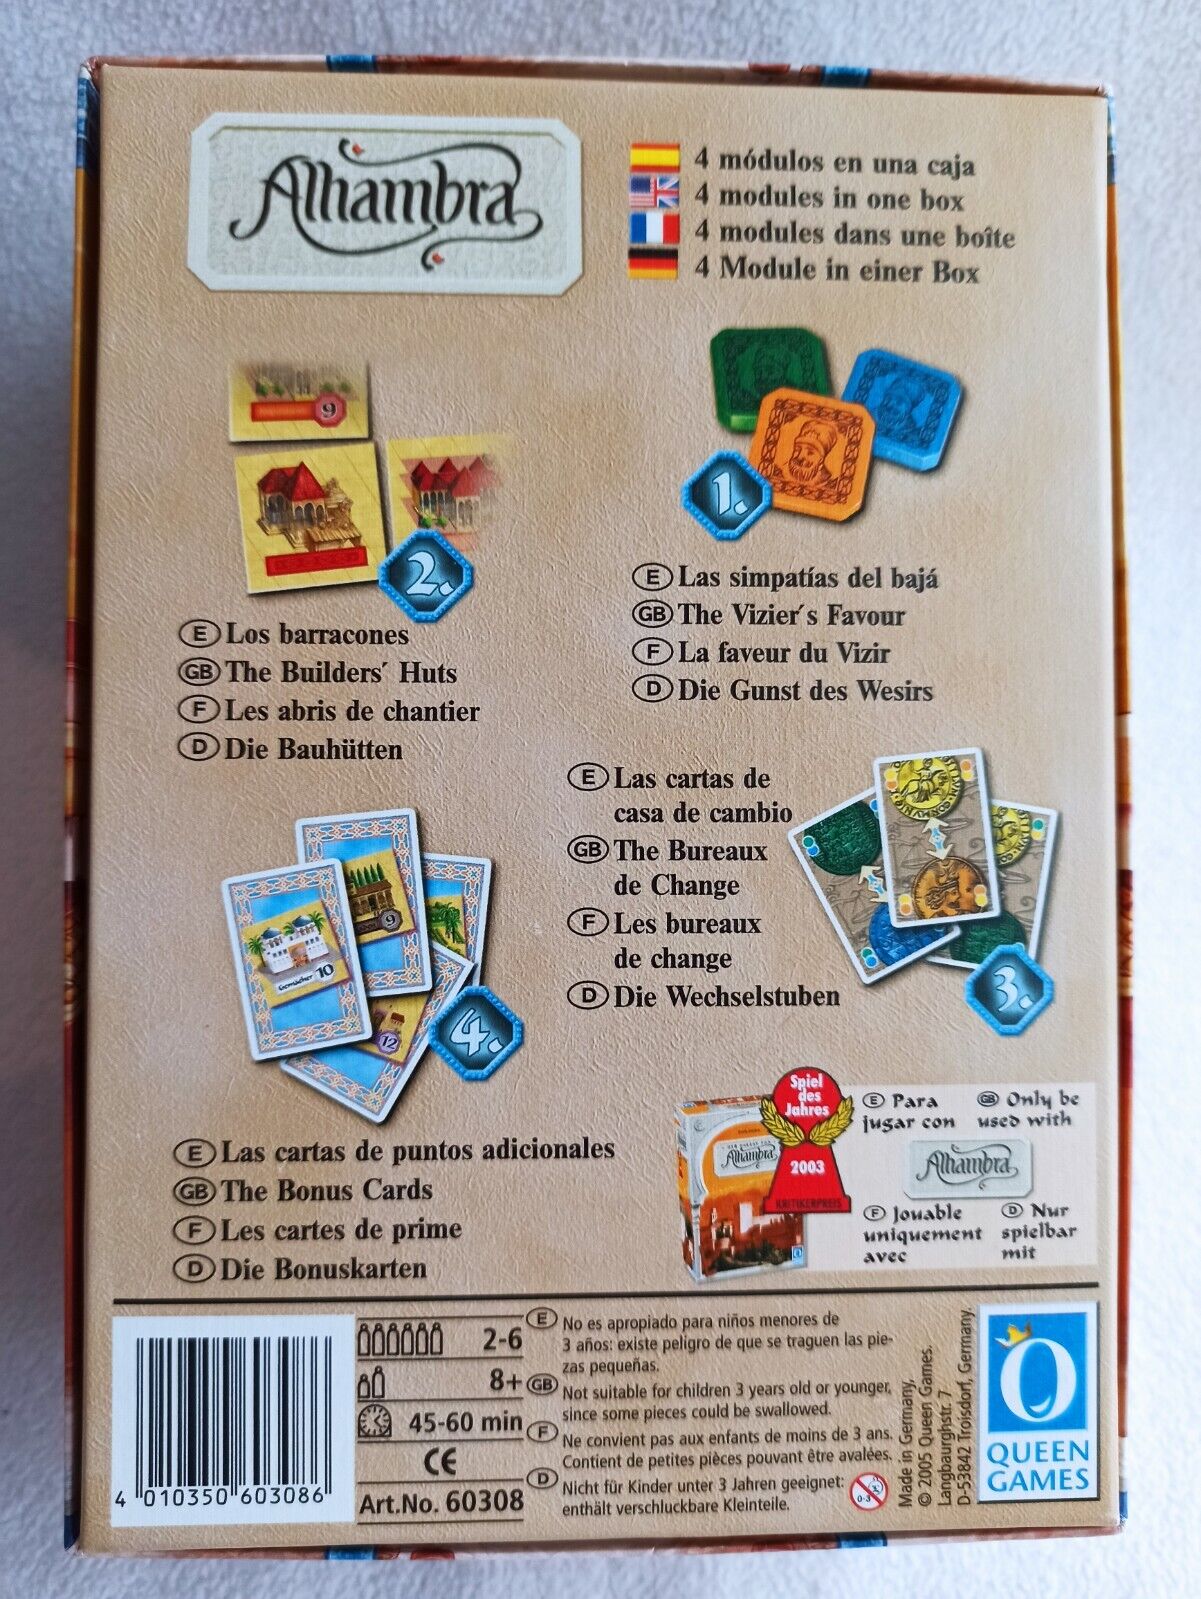 Alhambra
4 módulos en una caja
4 modules in one box
4 modules dans une boîte
4 Module in einer Box
9
2.
1.
E Los barracones
GB The Builders´ Huts
F Les abris de chantier
D Die Bauhütten
E Las simpatías del bajá
GB The Vizier´s Favour
F La faveur du Vizir
D Die Gunst des Wesirs
E Las cartas de
casa de cambio
GB The Bureaux
de Change
F Les bureaux
de change
D Die Wechselstuben
3.
9
Gemächer 10
12
4.
E Las cartas de puntos adicionales
GB The Bonus Cards
F Les cartes de prime
D Die Bonuskarten
Spiel
des
Jahres
2003
KRITIKERPREIS
Alhambra
E Para
jugar con
GB Only be
used with
Alhambra
F Jouable
uniquement
avec
D Nur
spielbar
mit
4 010350 603086
2-6
8+
45-60 min
CE
Art.No. 60308
E No es apropiado para niños menores de
3 años: existe peligro de que se traguen las pie-
zas pequeñas.
GB Not suitable for children 3 years old or younger,
since some pieces could be swallowed.
F Ne convient pas aux enfants de moins de 3 ans.
Contient de petites pièces pouvant être avalées.
D Nicht für Kinder unter 3 Jahren geeignet:
enthält verschluckbare Kleinteile.
0-3
Made in Germany.
© 2005 Queen Games.
Langbaurghstr. 7
D-53842 Troisdorf, Germany.
QUEEN
GAMES